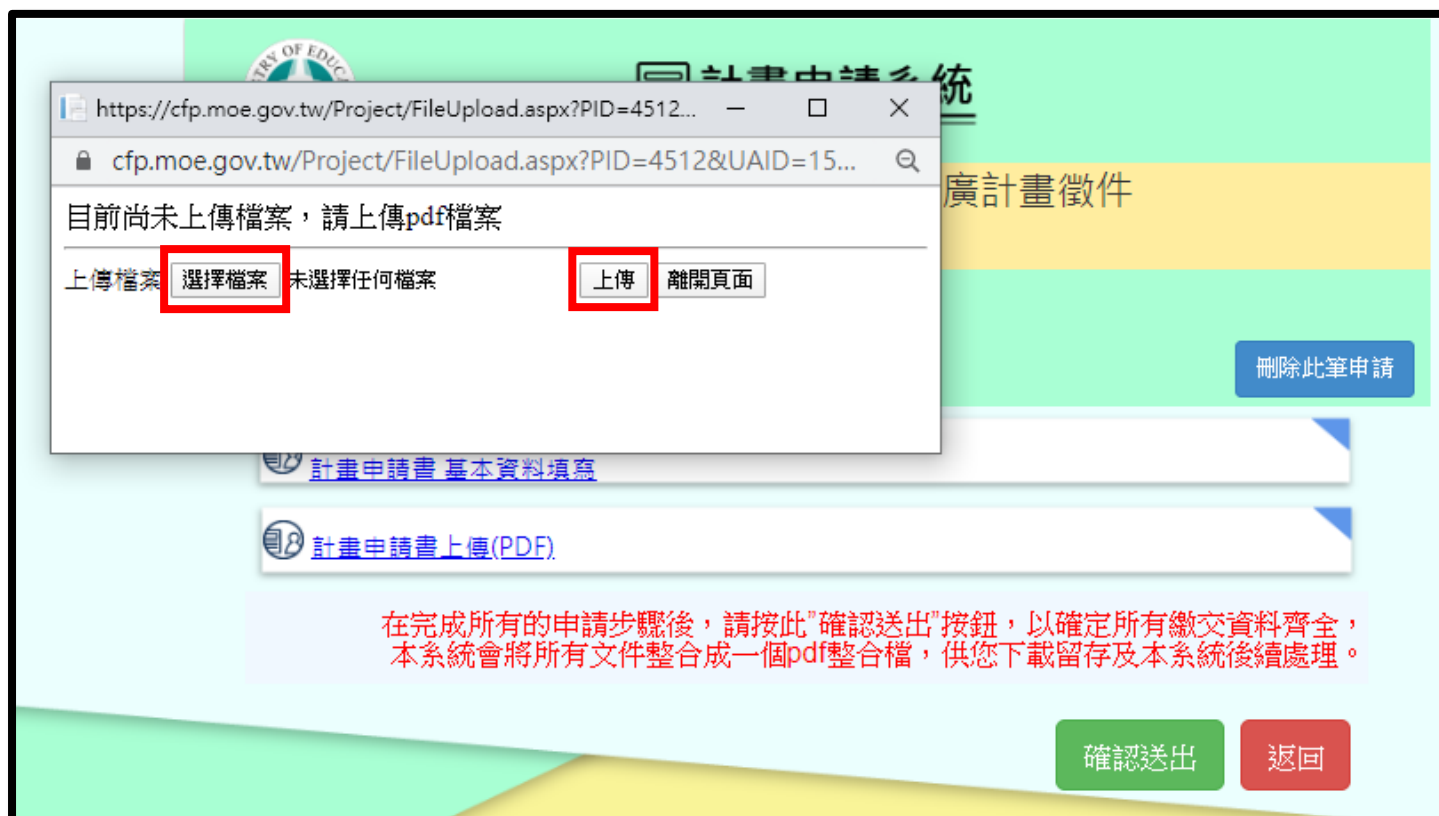 MINISTRY OF EDUCA
計畫申請系統
https://cfp.moe.gov.tw/Project/FileUpload.aspx?PID=4512...
cfp.moe.gov.tw/Project/FileUpload.aspx?PID=4512&UAID=15...
廣計畫徵件
目前尚未上傳檔案，請上傳pdf檔案
上傳檔案 選擇檔案 未選擇任何檔案 上傳 離開頁面
刪除此筆申請
計畫申請書 基本資料填寫
計畫申請書上傳(PDF)
在完成所有的申請步驟後，請按此"確認送出"按鈕，以確定所有繳交資料齊全，
本系統會將所有文件整合成一個pdf整合檔，供您下載留存及本系統後續處理。
確認送出 返回